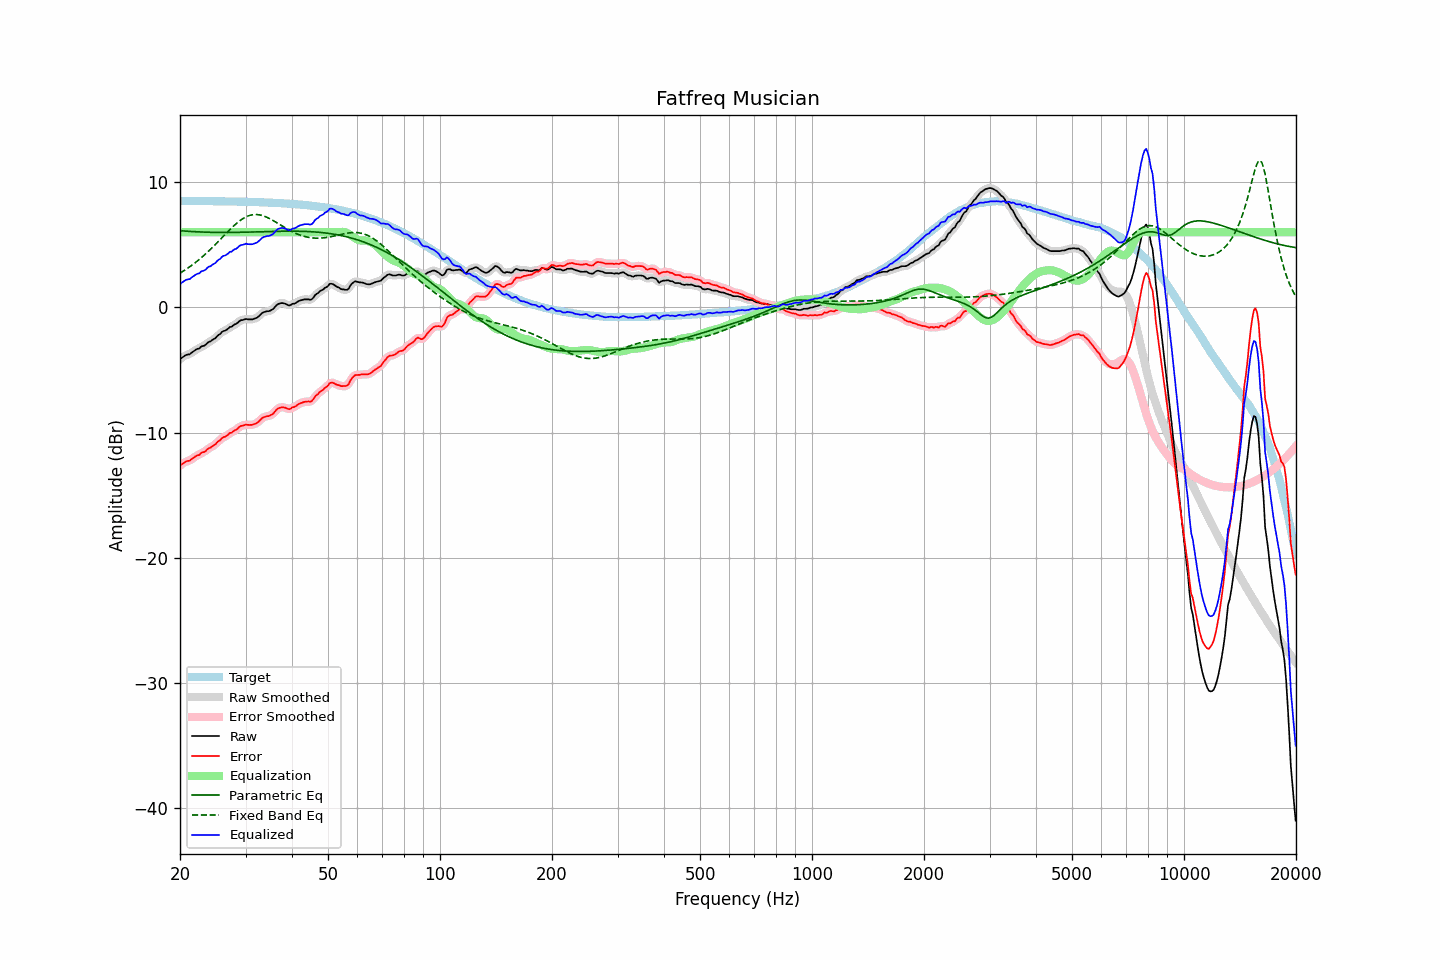 Fatfreq Musician
Amplitude (dBr)
10
0
−10
−20
−30
−40
Target
Raw Smoothed
Error Smoothed
Raw
Error
Equalization
Parametric Eq
Fixed Band Eq
Equalized
20 50 100 200 500 1000 2000 5000 10000 20000
Frequency (Hz)